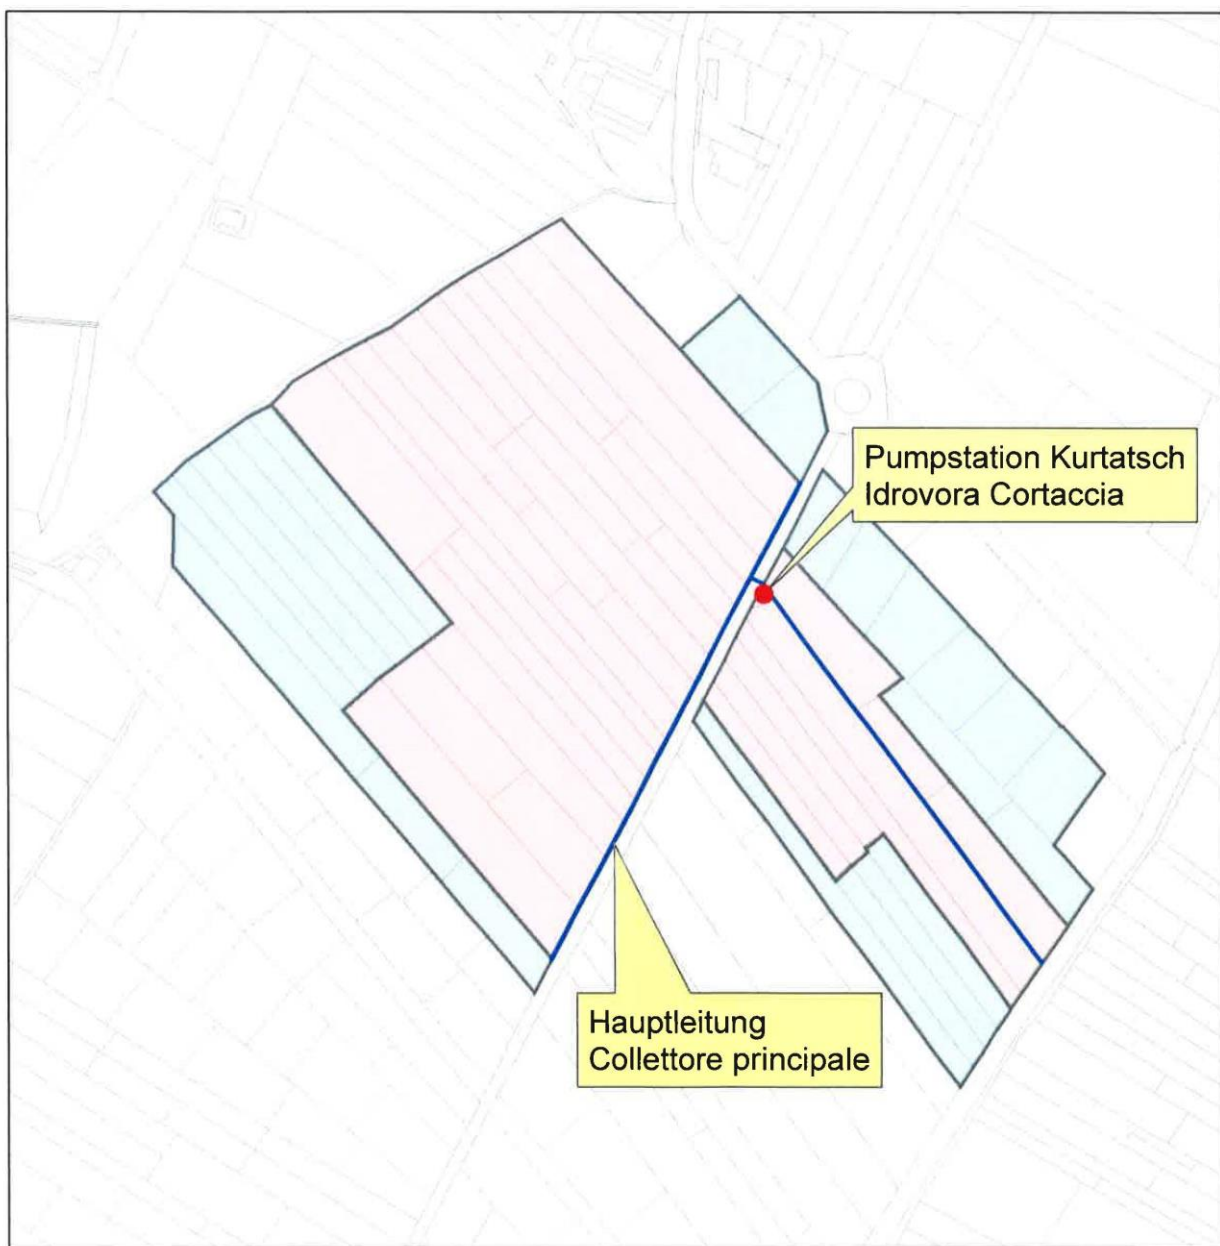 Pumpstation Kurtatsch
Idrovora Cortaccia
Hauptleitung
Collettore principale